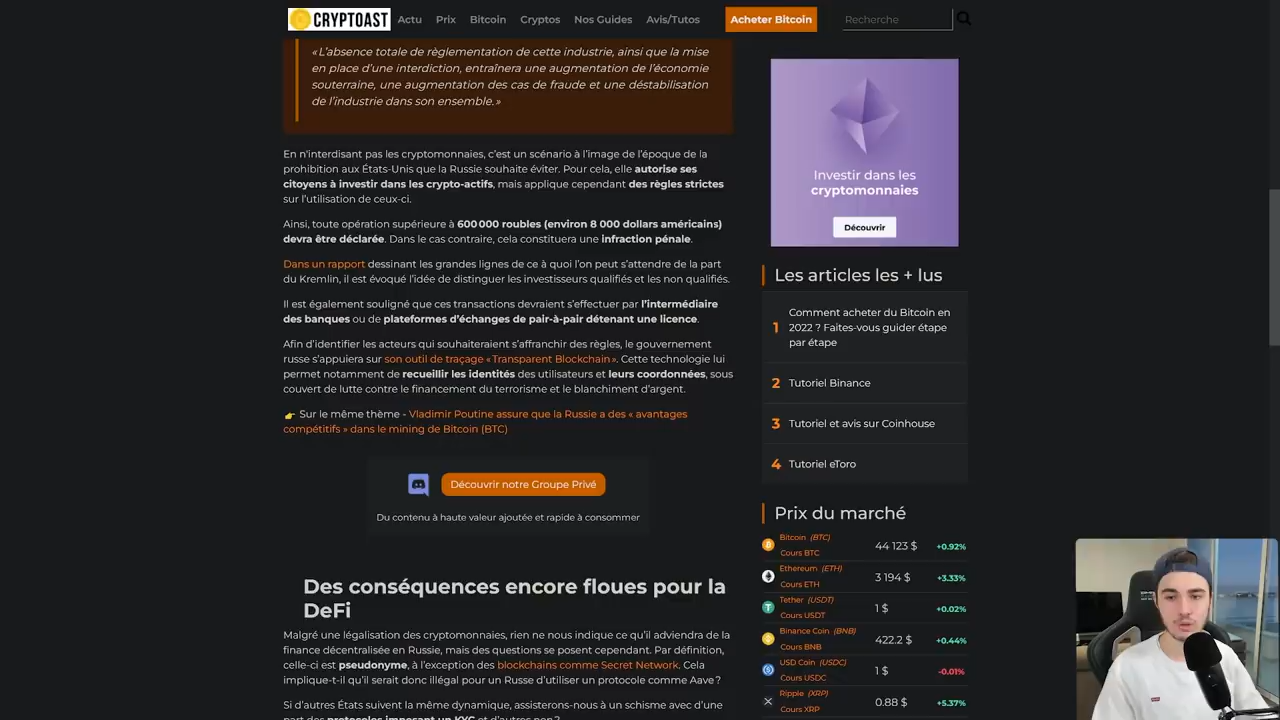 CRYPTOAST
Actu
Prix
Bitcoin
Cryptos
Nos Guides
Avis/Tutos
Acheter Bitcoin
Recherche
« L’absence totale de règlementation de cette industrie, ainsi que la mise
en place d’une interdiction, entraînera une augmentation de l’économie
souterraine, une augmentation des cas de fraude et une déstabilisation
de l’industrie dans son ensemble. »
En n’interdisant pas les cryptomonnaies, c’est un scénario à l’image de l’époque de la
prohibition aux États-Unis que la Russie souhaite éviter. Pour cela, elle autorise ses
citoyens à investir dans les crypto-actifs, mais applique cependant des règles strictes
sur l’utilisation de ceux-ci.
Ainsi, toute opération supérieure à 600 000 roubles (environ 8 000 dollars américains)
devra être déclarée. Dans le cas contraire, cela constituera une infraction pénale.
Dans un rapport dessinant les grandes lignes de ce à quoi l’on peut s’attendre de la part
du Kremlin, il est évoqué l’idée de distinguer les investisseurs qualifiés et les non qualifiés.
Il est également souligné que ces transactions devraient s’effectuer par l’intermédiaire
des banques ou de plateformes d’échanges de pair-à-pair détenant une licence.
Afin d’identifier les acteurs qui souhaiteraient s’affranchir des règles, le gouvernement
russe s’appuiera sur son outil de traçage « Transparent Blockchain ». Cette technologie lui
permet notamment de recueillir les identités des utilisateurs et leurs coordonnées, sous
couvert de lutte contre le financement du terrorisme et le blanchiment d’argent.
👉 Sur le même thème - Vladimir Poutine assure que la Russie a des « avantages
compétitifs » dans le mining de Bitcoin (BTC)
Découvrir notre Groupe Privé
Du contenu à haute valeur ajoutée et rapide à consommer
Des conséquences encore floues pour la
DeFi
Malgré une légalisation des cryptomonnaies, rien ne nous indique ce qu’il adviendra de la
finance décentralisée en Russie, mais des questions se posent cependant. Par définition,
celle-ci est pseudonyme, à l’exception des blockchains comme Secret Network. Cela
implique-t-il qu’il serait donc illégal pour un Russe d’utiliser un protocole comme Aave ?
Si d’autres États suivent la même dynamique, assisterons-nous à un schisme avec d’une
part des protocoles imposant un KYC et d’autres non ?
Investir dans les
cryptomonnaies
Découvrir
Les articles les + lus
1 Comment acheter du Bitcoin en
2022 ? Faites-vous guider étape
par étape
2 Tutoriel Binance
3 Tutoriel et avis sur Coinhouse
4 Tutoriel eToro
Prix du marché
Bitcoin (BTC)
Cours BTC 44 123 $ +0.92%
Ethereum (ETH)
Cours ETH 3 194 $ +3.33%
Tether (USDT)
Cours USDT 1 $ +0.02%
Binance Coin (BNB)
Cours BNB 422.2 $ +0.44%
USD Coin (USDC)
Cours USDC 1 $ -0.01%
Ripple (XRP)
Cours XRP 0.88 $ +5.37%